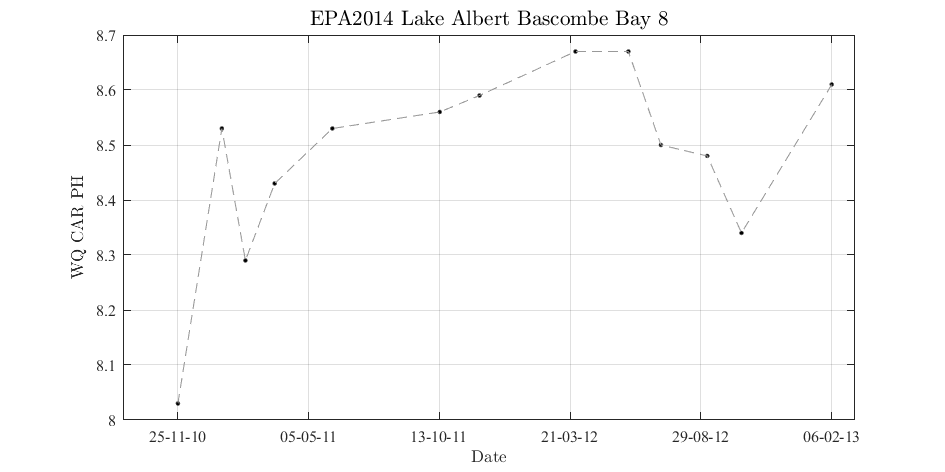 EPA2014 Lake Albert Bascombe Bay 8
8.7
8.6
8.5
8.4
8.3
8.2
8.1
8
WQ CAR PH
25-11-10 05-05-11 13-10-11 21-03-12 29-08-12 06-02-13
Date